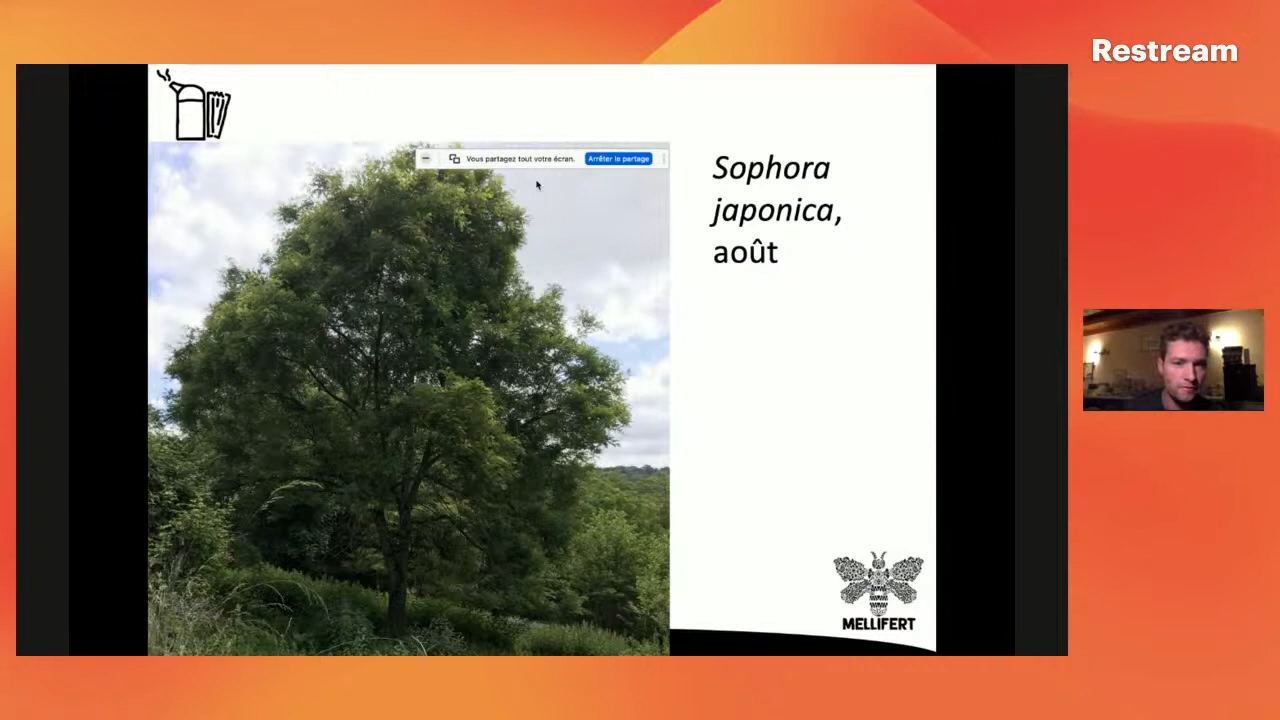 Restream
Vous partagez tout votre écran. Arrêter le partage
Sophora
japonica,
août
MELLIFERT